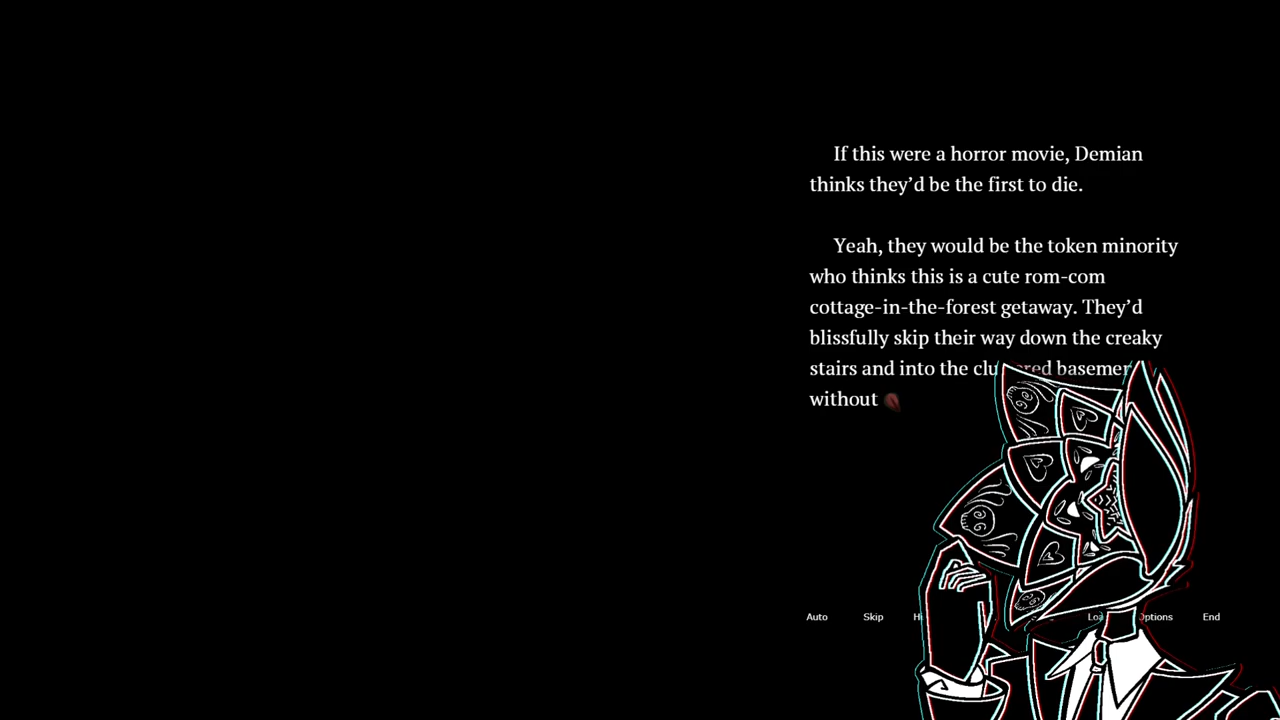 If this were a horror movie, Demian
thinks they’d be the first to die.
Yeah, they would be the token minority
who thinks this is a cute rom-com
cottage-in-the-forest getaway. They’d
blissfully skip their way down the creaky
stairs and into the
without
Auto Skip Options End